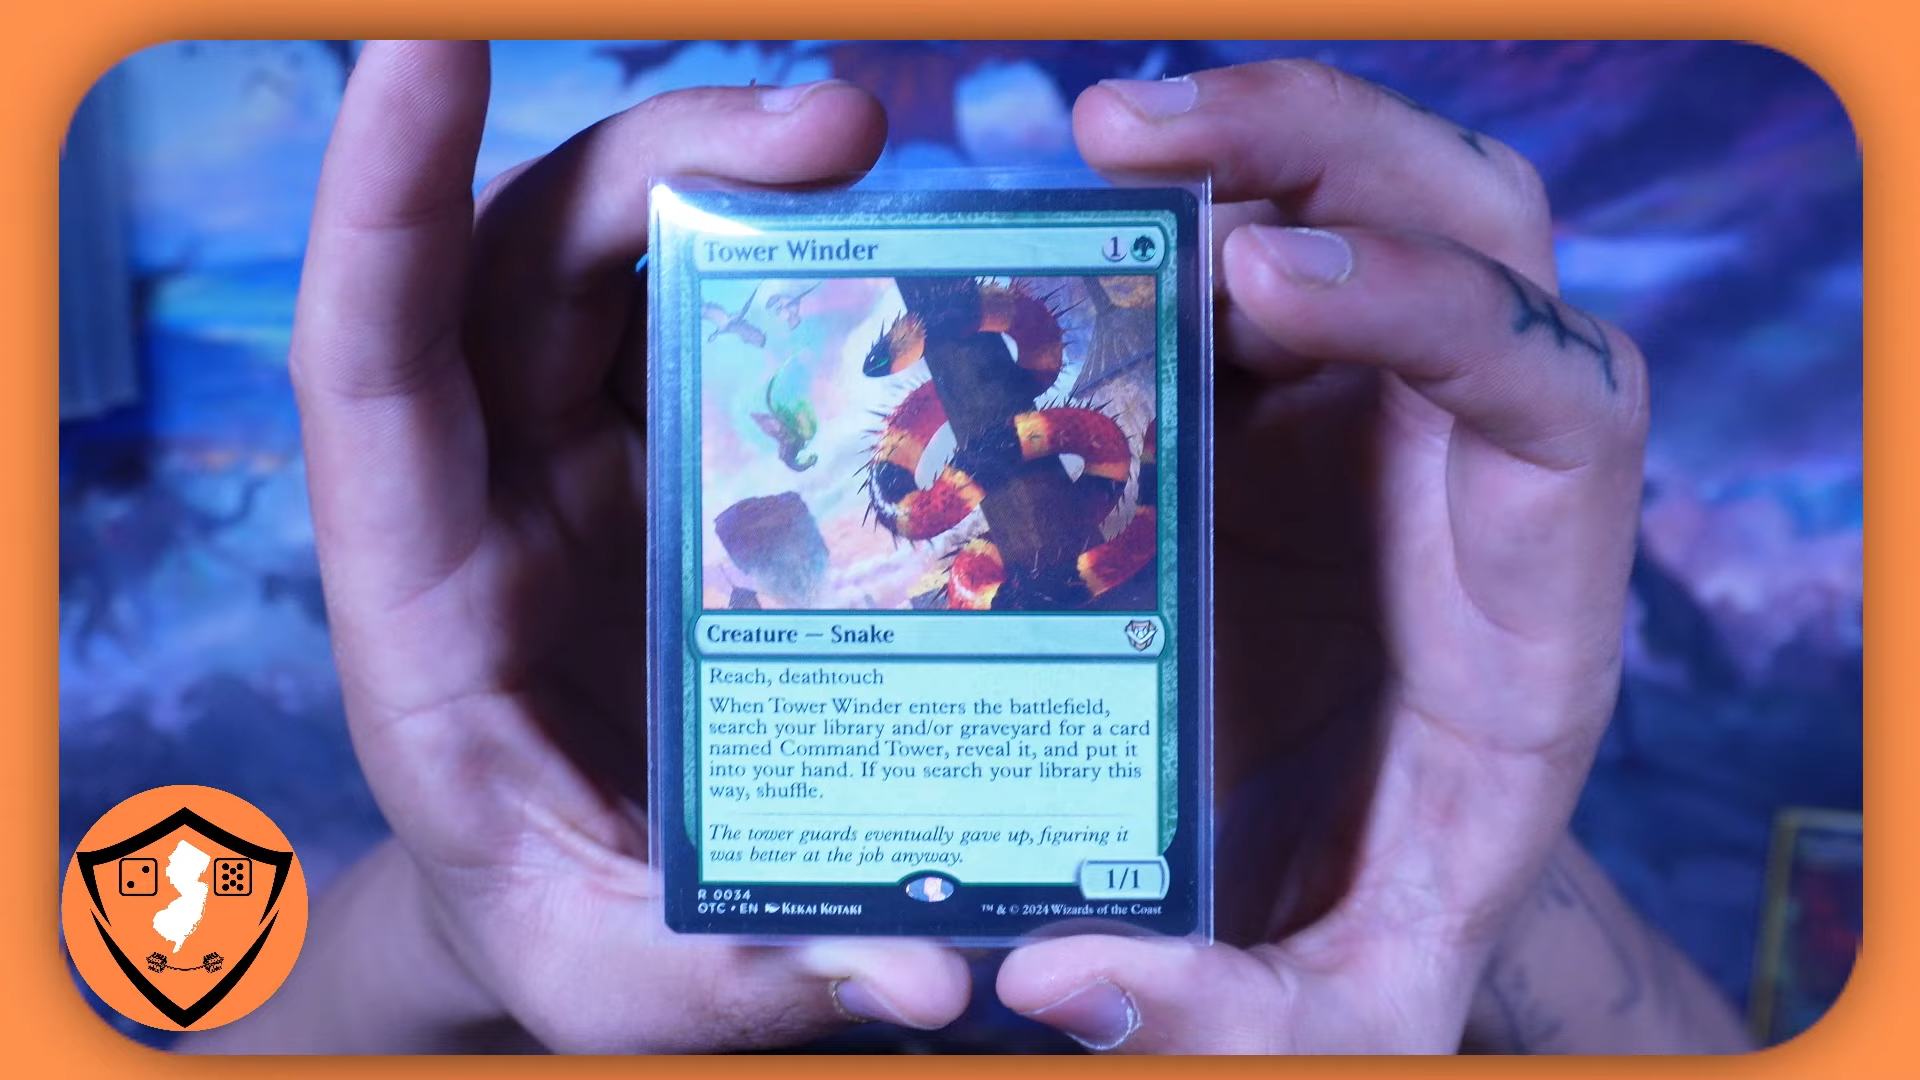 Tower Winder 1
Creature — Snake
Reach, deathtouch
When Tower Winder enters the battlefield,
search your library and/or graveyard for a card
named Command Tower, reveal it, and put it
into your hand. If you search your library this
way, shuffle.
The tower guards eventually gave up, figuring it
was better at the job anyway.
1/1
R 0034
OTC • EN Kekai Kotaki ™ & © 2024 Wizards of the Coast